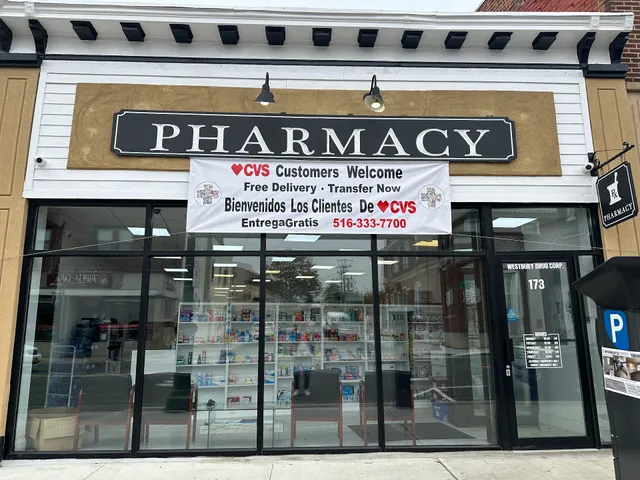 PHARMACY
♥CVS Customers Welcome
Free Delivery · Transfer Now
Bienvenidos Los Clientes De ♥CVS
EntregaGratis 516-333-7700
PHARMACY
WESTBURY DRUG CORP.
173
HOURS
P